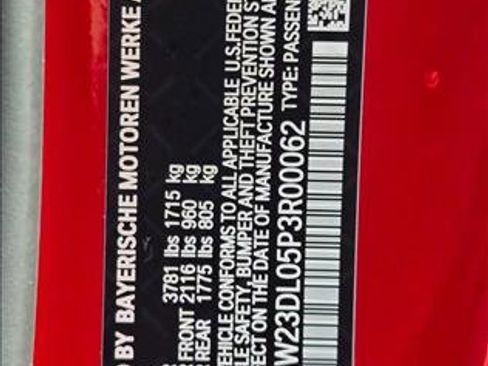 D BY BAYERISCHE MOTOREN WERKE
3781 lbs 1715 kg
FRONT 2116 lbs 960 kg
REAR 1775 lbs 805 kg
VEHICLE CONFORMS TO ALL APPLICABLE U.S. FEDE
LE SAFETY, BUMPER AND THEFT PREVENTION S
ECT ON THE DATE OF MANUFACTURE SHOWN A
W23DL05P3R00062 TYPE: PASSEN